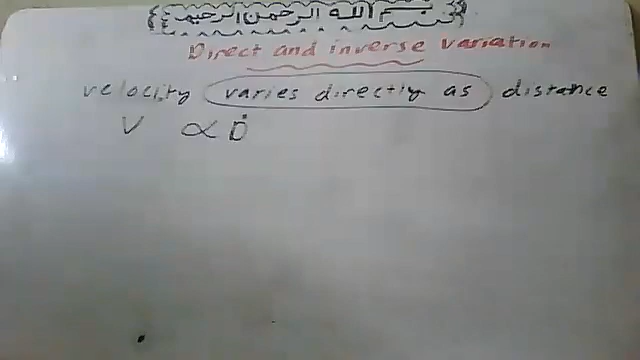 بسم الله الرحمن الرحيم
Direct and inverse variation
velocity varies directly as distance
V ∝ D